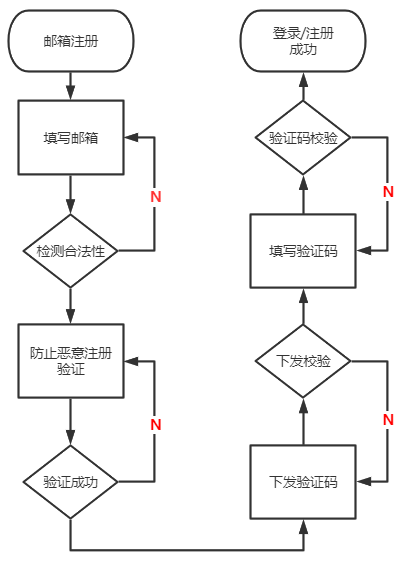 邮箱注册
填写邮箱
N
检测合法性
防止恶意注册
验证
N
验证成功
下发验证码
N
下发校验
填写验证码
N
验证码校验
登录/注册
成功